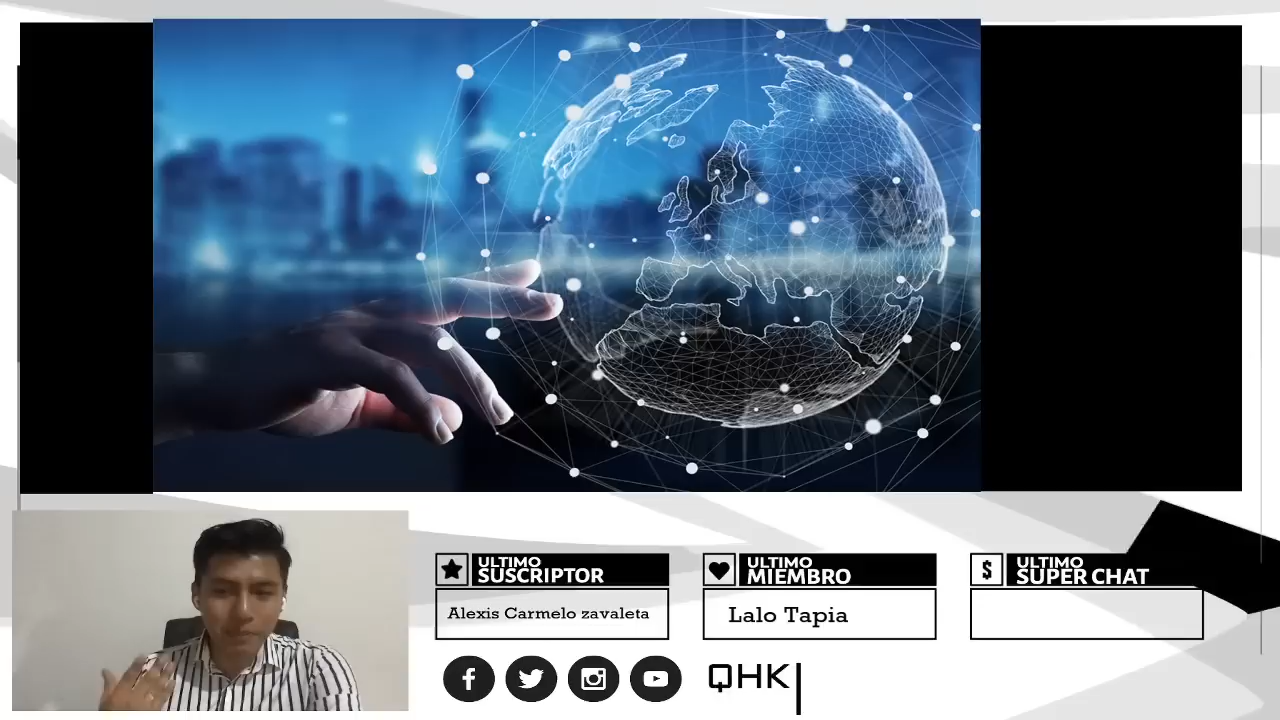 ULTIMO
SUSCRIPTOR
Alexis Carmelo zavaleta
ULTIMO
MIEMBRO
Lalo Tapia
$ ULTIMO
SUPER CHAT
QHK